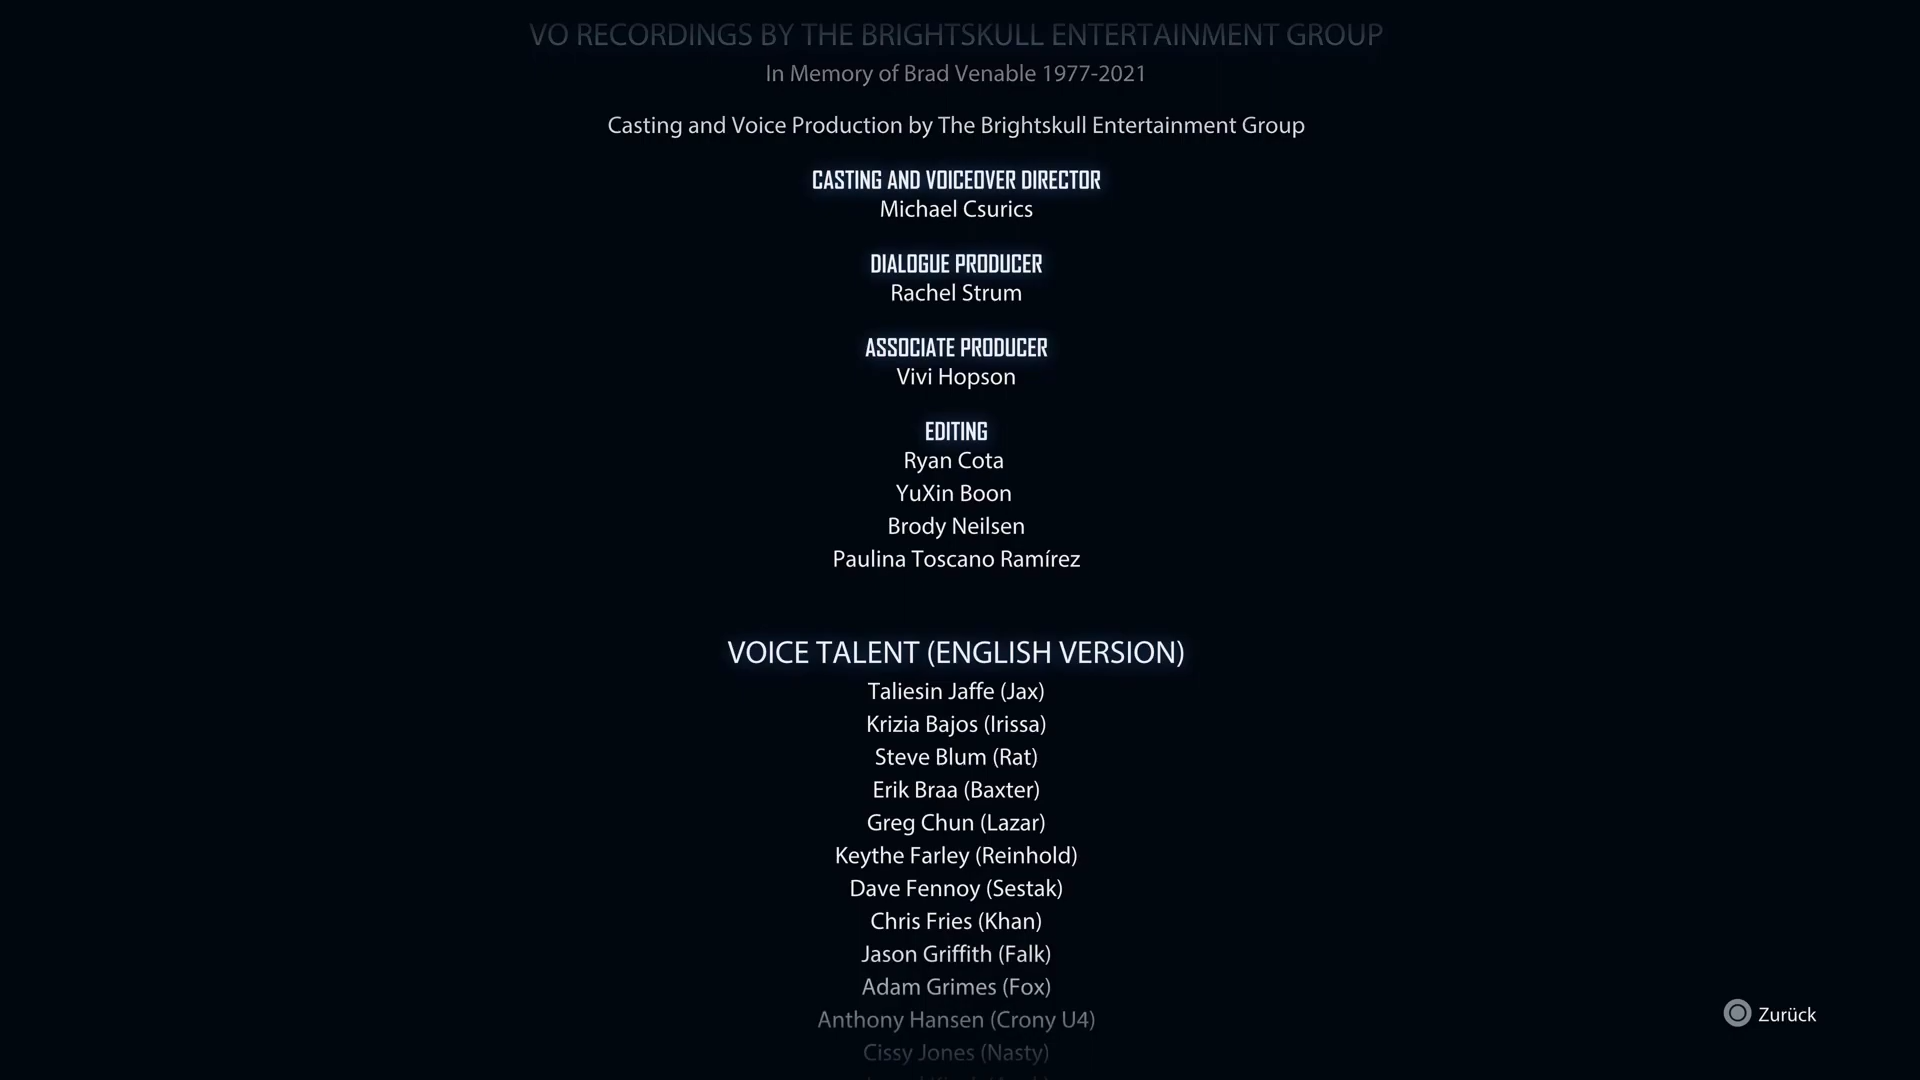 VO RECORDINGS BY THE BRIGHTSKULL ENTERTAINMENT GROUP
In Memory of Brad Venable 1977-2021
Casting and Voice Production by The Brightskull Entertainment Group
CASTING AND VOICEOVER DIRECTOR
Michael Csurics
DIALOGUE PRODUCER
Rachel Strum
ASSOCIATE PRODUCER
Vivi Hopson
EDITING
Ryan Cota
YuXin Boon
Brody Neilsen
Paulina Toscano Ramírez
VOICE TALENT (ENGLISH VERSION)
Taliesin Jaffe (Jax)
Krizia Bajos (Irissa)
Steve Blum (Rat)
Erik Braa (Baxter)
Greg Chun (Lazar)
Keythe Farley (Reinhold)
Dave Fennoy (Sestak)
Chris Fries (Khan)
Jason Griffith (Falk)
Adam Grimes (Fox)
Anthony Hansen (Crony U4)
Zurück
Cissy Jones (Nasty)